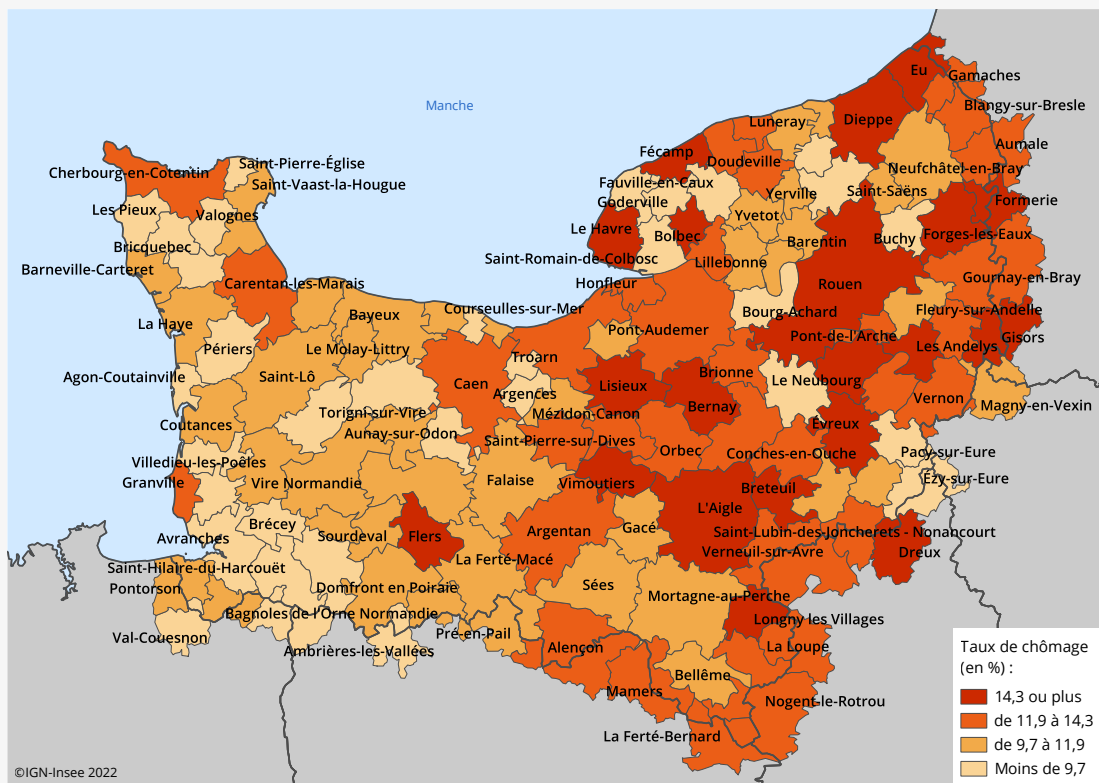 Eu
Gamaches
Manche
Blangy-sur-Bresle
Luneray
Dieppe
Aumale
Fécamp
Doudeville
Saint-Pierre-Église
Neufchâtel-en-Bray
Cherbourg-en-Cotentin
Fauville-en-Caux
Saint-Vaast-la-Hougue
Yerville
Saint-Säëns
Goderville
Formerie
Les Pieux
Valognes
Yvetot
Le Havre
Bolbec
Buchy
Forges-les-Eaux
Barentin
Bricquebec
Saint-Romain-de-Colbosc
Lillebonne
Barneville-Carteret
Gournay-en-Bray
Carentan-les-Marais
Honfleur
Rouen
Courseulles-sur-Mer
Bourg-Achard
Fleury-sur-Andelle
Bayeux
La Haye
Pont-Audemer
Pont-de-l'Arche
Gisors
Périers
Le Molay-Littry
Troarn
Les Andelys
Agon-Coutainville
Saint-Lô
Caen
Lisieux
Brionne
Le Neubourg
Argences
Vernon
Magny-en-Vexin
Torigni-sur-Vire
Mézidon-Canon
Bernay
Coutances
Aunay-sur-Odon
Évreux
Saint-Pierre-sur-Dives
Orbec
Conches-en-Ouche
Pacy-sur-Eure
Villedieu-les-Poêles
Granville
Vire Normandie
Falaise
Vimoutiers
Breteuil
Ézy-sur-Eure
L'Aigle
Brécey
Gacé
Avranches
Sourdeval
Flers
Argentan
Saint-Lubin-des-Joncherets - Nonancourt
La Ferté-Macé
Verneuil-sur-Avre
Dreux
Saint-Hilaire-du-Harcouët
Pontorson
Domfront en Poiraie
Sées
Mortagne-au-Perche
Bagnoles de l'Orne Normandie
Longny les Villages
Val-Couesnon
Pré-en-Pail
Ambrières-les-Vallées
Alençon
La Loupe
Bellême
Mamers
Nogent-le-Rotrou
La Ferté-Bernard
Taux de chômage
(en %) :
14,3 ou plus
de 11,9 à 14,3
de 9,7 à 11,9
Moins de 9,7
©IGN-Insee 2022